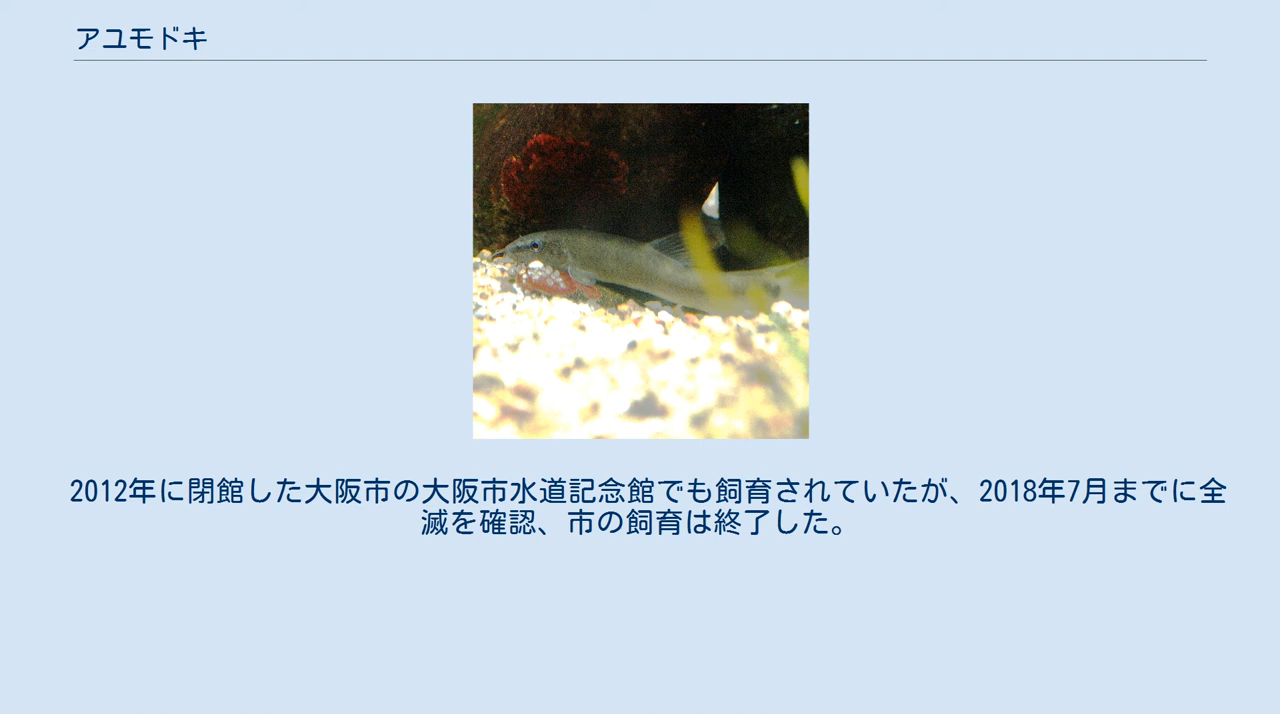 アユモドキ
2012年に閉館した大阪市の大阪市水道記念館でも飼育されていたが、2018年7月までに全
滅を確認、市の飼育は終了した。